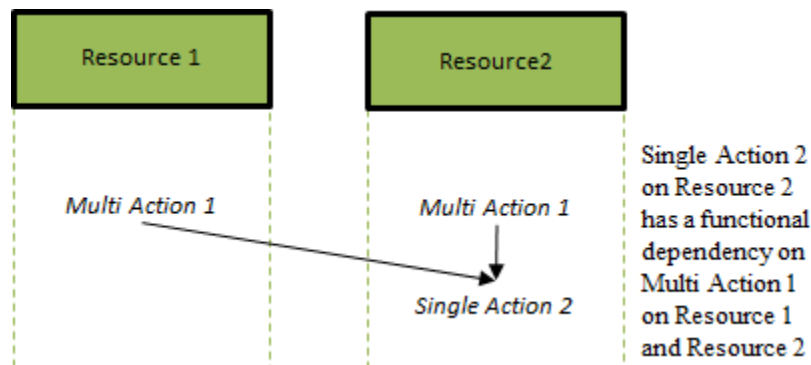 Resource 1
Resource2
Multi Action 1
Multi Action 1
Single Action 2
Single Action 2
on Resource 2
has a functional
dependency on
Multi Action 1
on Resource 1
and Resource 2